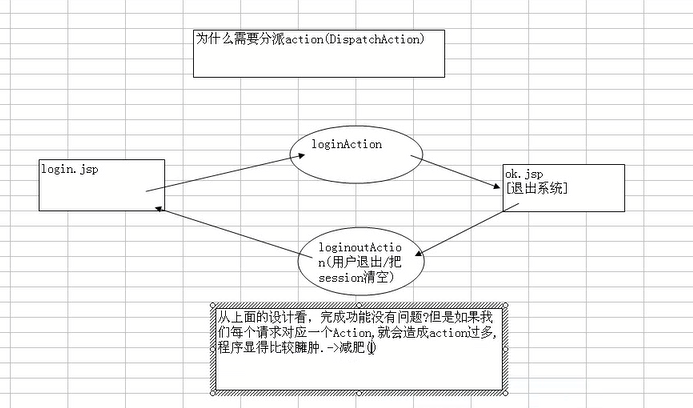 为什么需要分派action(DispatchAction)
loginAction
login.jsp
ok.jsp
[退出系统]
loginoutActio
n(用户退出/把
session清空)
从上面的设计看，完成功能没有问题?但是如果我
们每个请求对应一个Action,就会造成action过多,
程序显得比较臃肿.->减肥()